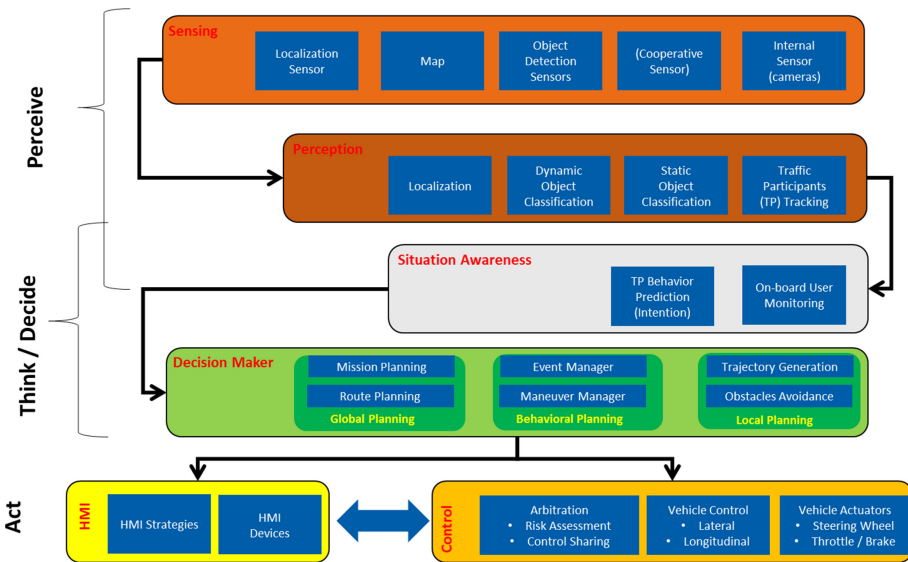 Perceive
Sensing
Localization
Sensor
Map
Object
Detection
Sensors
(Cooperative
Sensor)
Internal
Sensor
(cameras)
Perception
Localization
Dynamic
Object
Classification
Static
Object
Classification
Traffic
Participants
(TP) Tracking
Think / Decide
Situation Awareness
TP Behavior
Prediction
(Intention)
On-board User
Monitoring
Decision Maker
Mission Planning
Route Planning
Global Planning
Event Manager
Maneuver Manager
Behavioral Planning
Trajectory Generation
Obstacles Avoidance
Local Planning
Act
HMI
HMI Strategies
HMI
Devices
Control
Arbitration
• Risk Assessment
• Control Sharing
Vehicle Control
• Lateral
• Longitudinal
Vehicle Actuators
• Steering Wheel
• Throttle / Brake